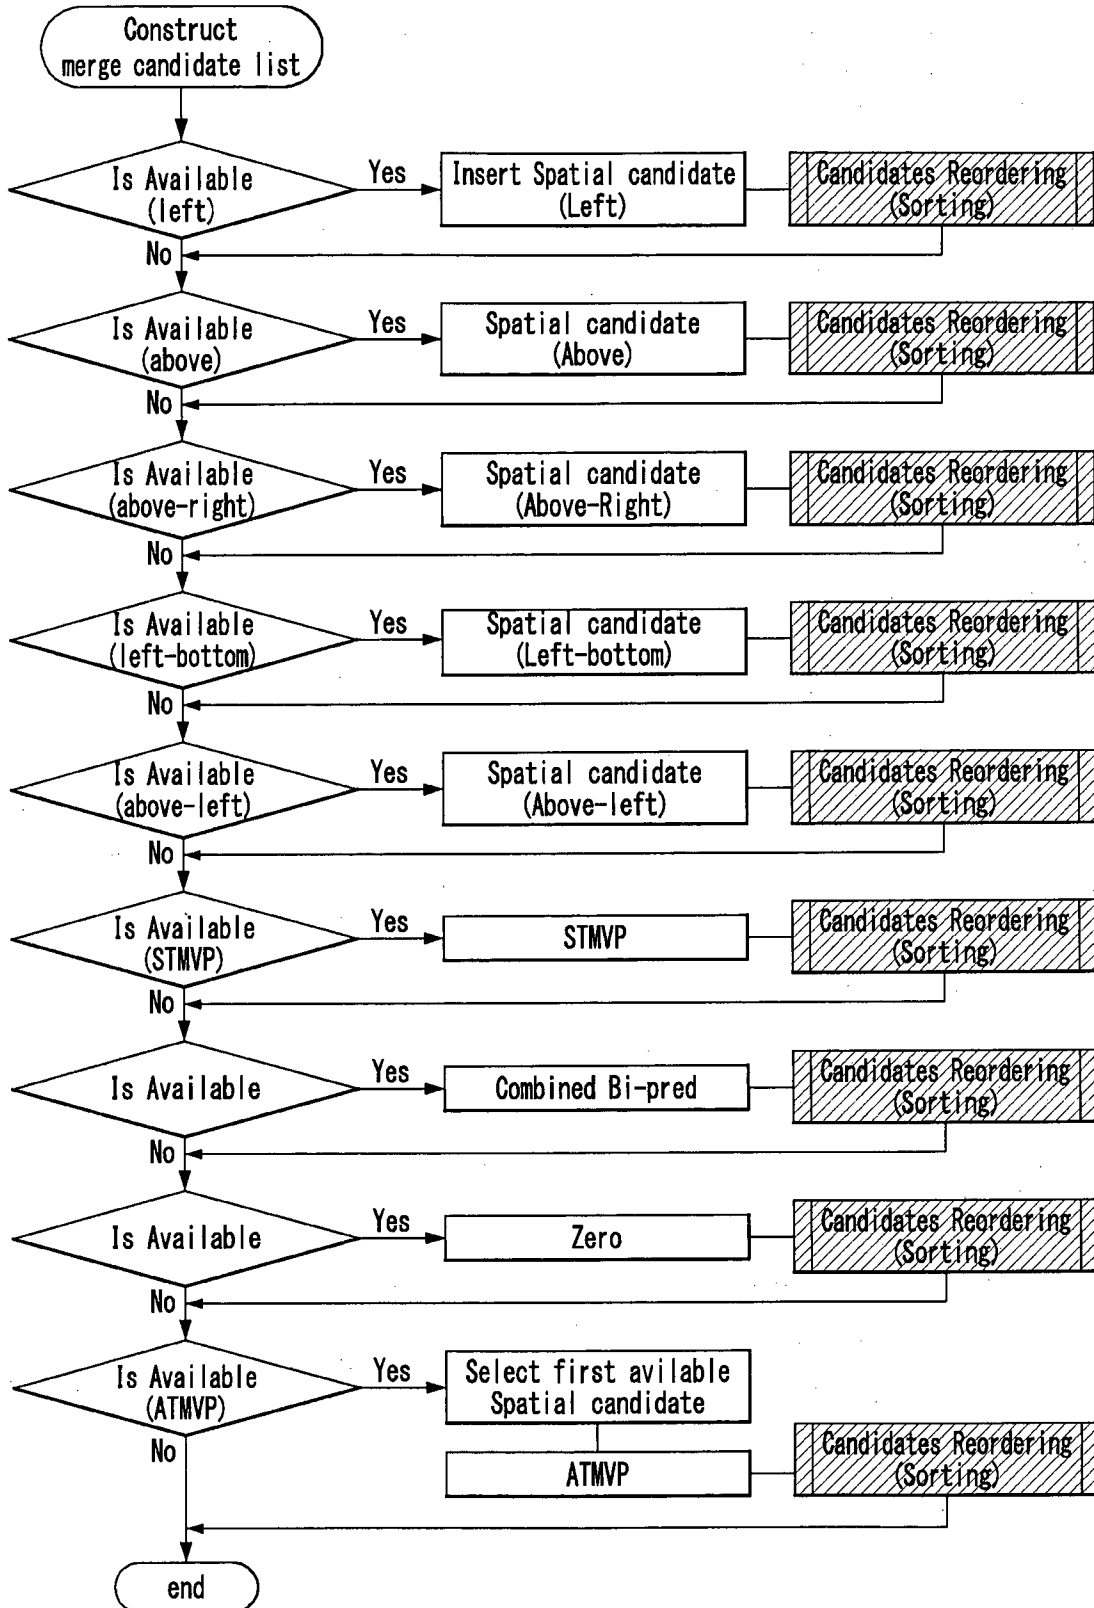 Construct
merge candidate list
Is Available
(left)
Yes
Insert Spatial candidate
(Left)
Candidates Reordering
(Sorting)
No
Is Available
(above)
Yes
Spatial candidate
(Above)
Candidates Reordering
(Sorting)
No
Is Available
(above-right)
Yes
Spatial candidate
(Above-Right)
Candidates Reordering
(Sorting)
No
Is Available
(left-bottom)
Yes
Spatial candidate
(Left-bottom)
Candidates Reordering
(Sorting)
No
Is Available
(above-left)
Yes
Spatial candidate
(Above-left)
Candidates Reordering
(Sorting)
No
Is Available
(STMVP)
Yes
STMVP
Candidates Reordering
(Sorting)
No
Is Available
Yes
Combined Bi-pred
Candidates Reordering
(Sorting)
No
Is Available
Yes
Zero
Candidates Reordering
(Sorting)
No
Is Available
(ATMVP)
Yes
Select first avilable
Spatial candidate
No
ATMVP
Candidates Reordering
(Sorting)
end